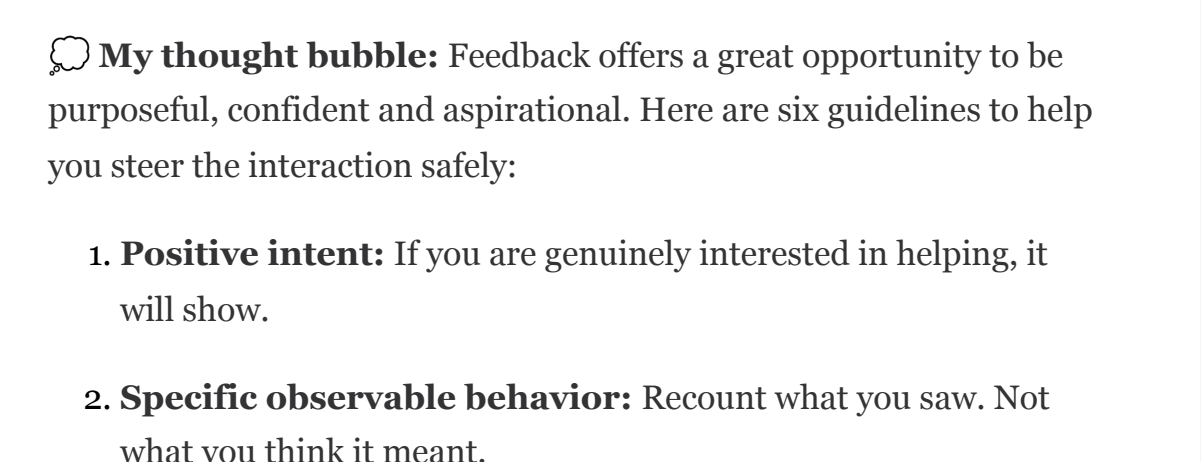 💭 My thought bubble: Feedback offers a great opportunity to be
purposeful, confident and aspirational. Here are six guidelines to help
you steer the interaction safely:
1. Positive intent: If you are genuinely interested in helping, it
will show.
2. Specific observable behavior: Recount what you saw. Not
what you think it meant.